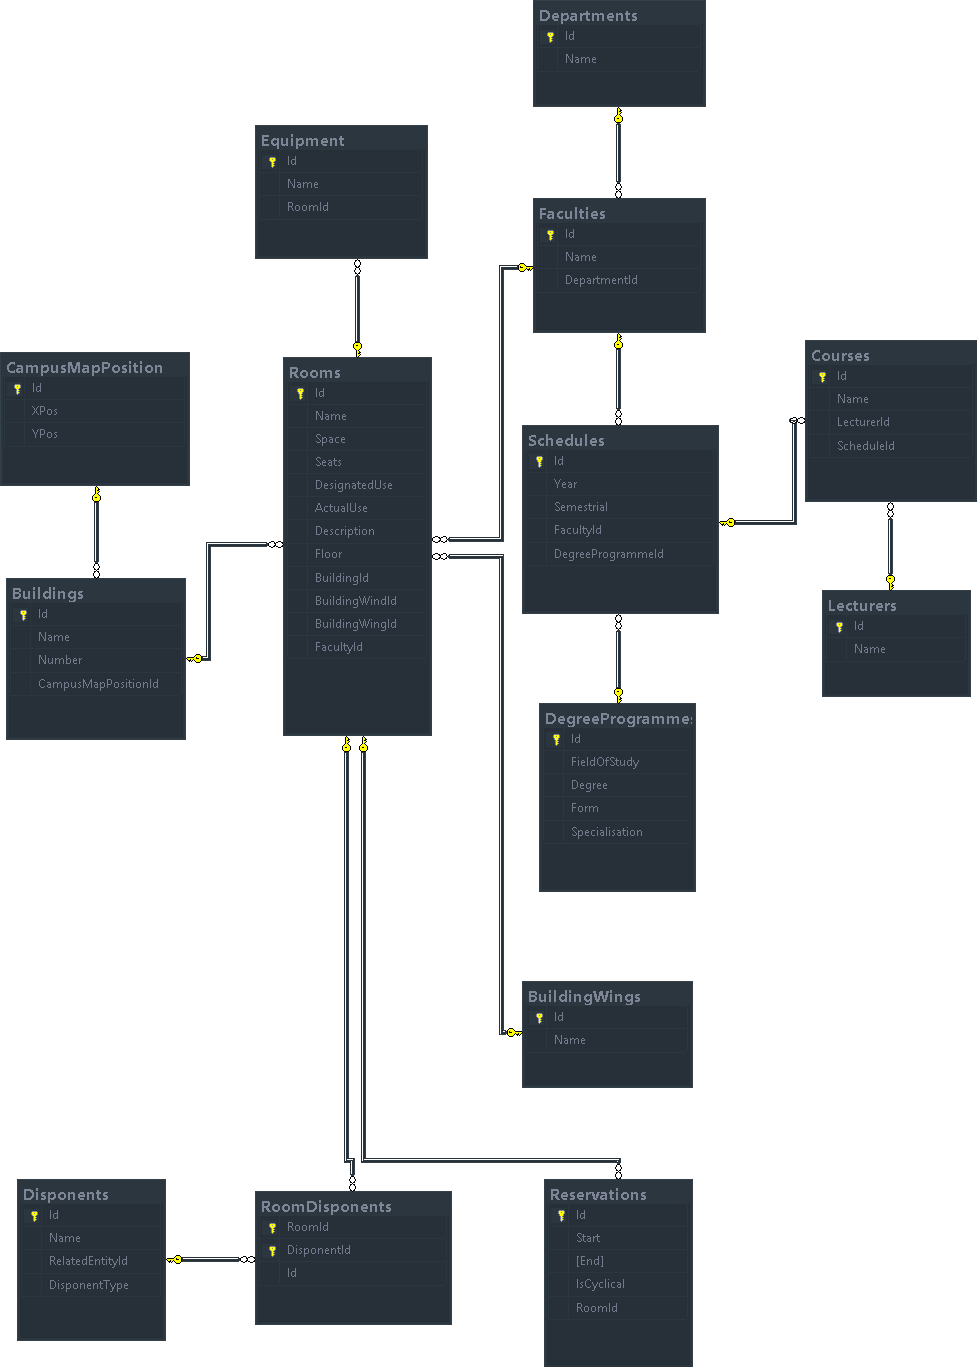 Departments
Id
Name
Equipment
Id
Name
RoomId
Faculties
Id
Name
DepartmentId
CampusMapPosition
Id
XPos
YPos
Rooms
Id
Name
Space
Seats
DesignatedUse
ActualUse
Description
Floor
BuildingId
BuildingWindId
BuildingWingId
FacultyId
Courses
Id
Name
LecturerId
ScheduleId
Schedules
Id
Year
Semestrial
FacultyId
DegreeProgrammeId
Buildings
Id
Name
Number
CampusMapPositionId
Lecturers
Id
Name
DegreeProgrammes
Id
FieldOfStudy
Degree
Form
Specialisation
BuildingWings
Id
Name
Disponents
Id
Name
RelatedEntityId
DisponentType
RoomDisponents
RoomId
DisponentId
Id
Reservations
Id
Start
[End]
IsCyclical
RoomId